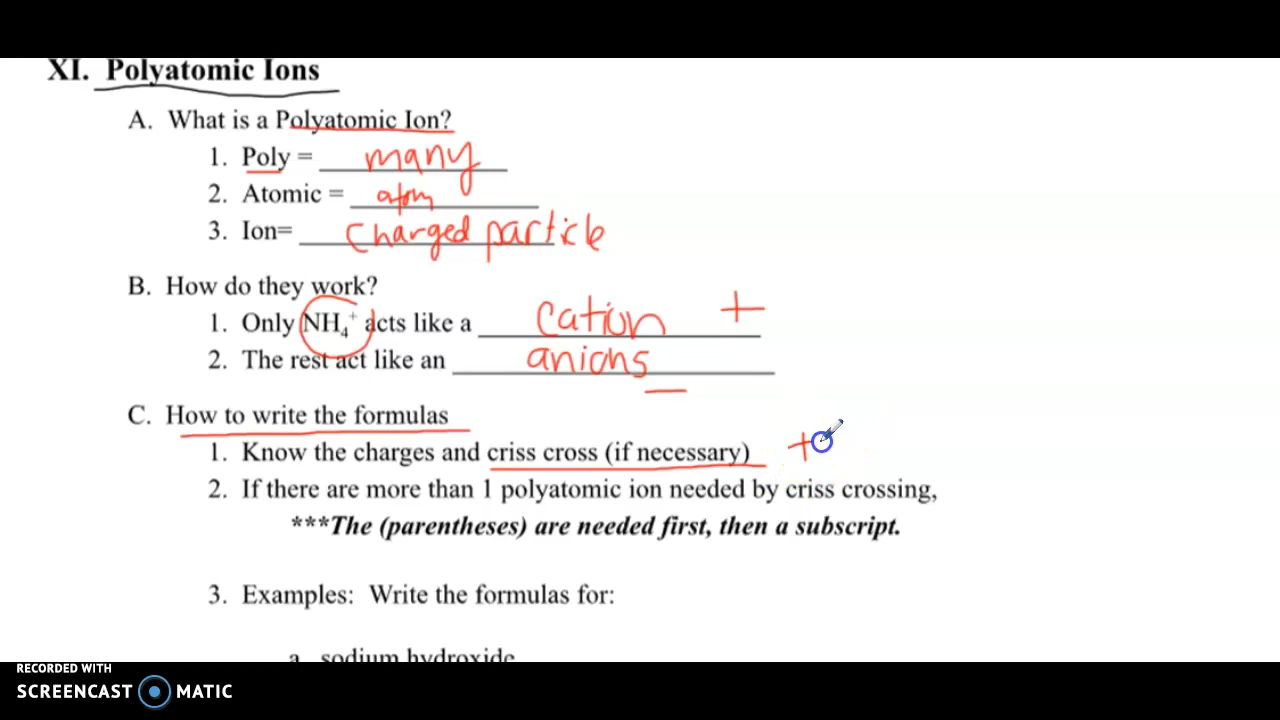 XI. Polyatomic Ions
A. What is a Polyatomic Ion?
1. Poly = many
2. Atomic = atom
3. Ion= Charged particle
B. How do they work?
1. Only NH₄⁺ acts like a cation +
2. The rest act like an anions −
C. How to write the formulas
1. Know the charges and criss cross (if necessary) +
2. If there are more than 1 polyatomic ion needed by criss crossing,
***The (parentheses) are needed first, then a subscript.
3. Examples: Write the formulas for:
a. sodium hydroxide
RECORDED WITH
SCREENCAST MATIC